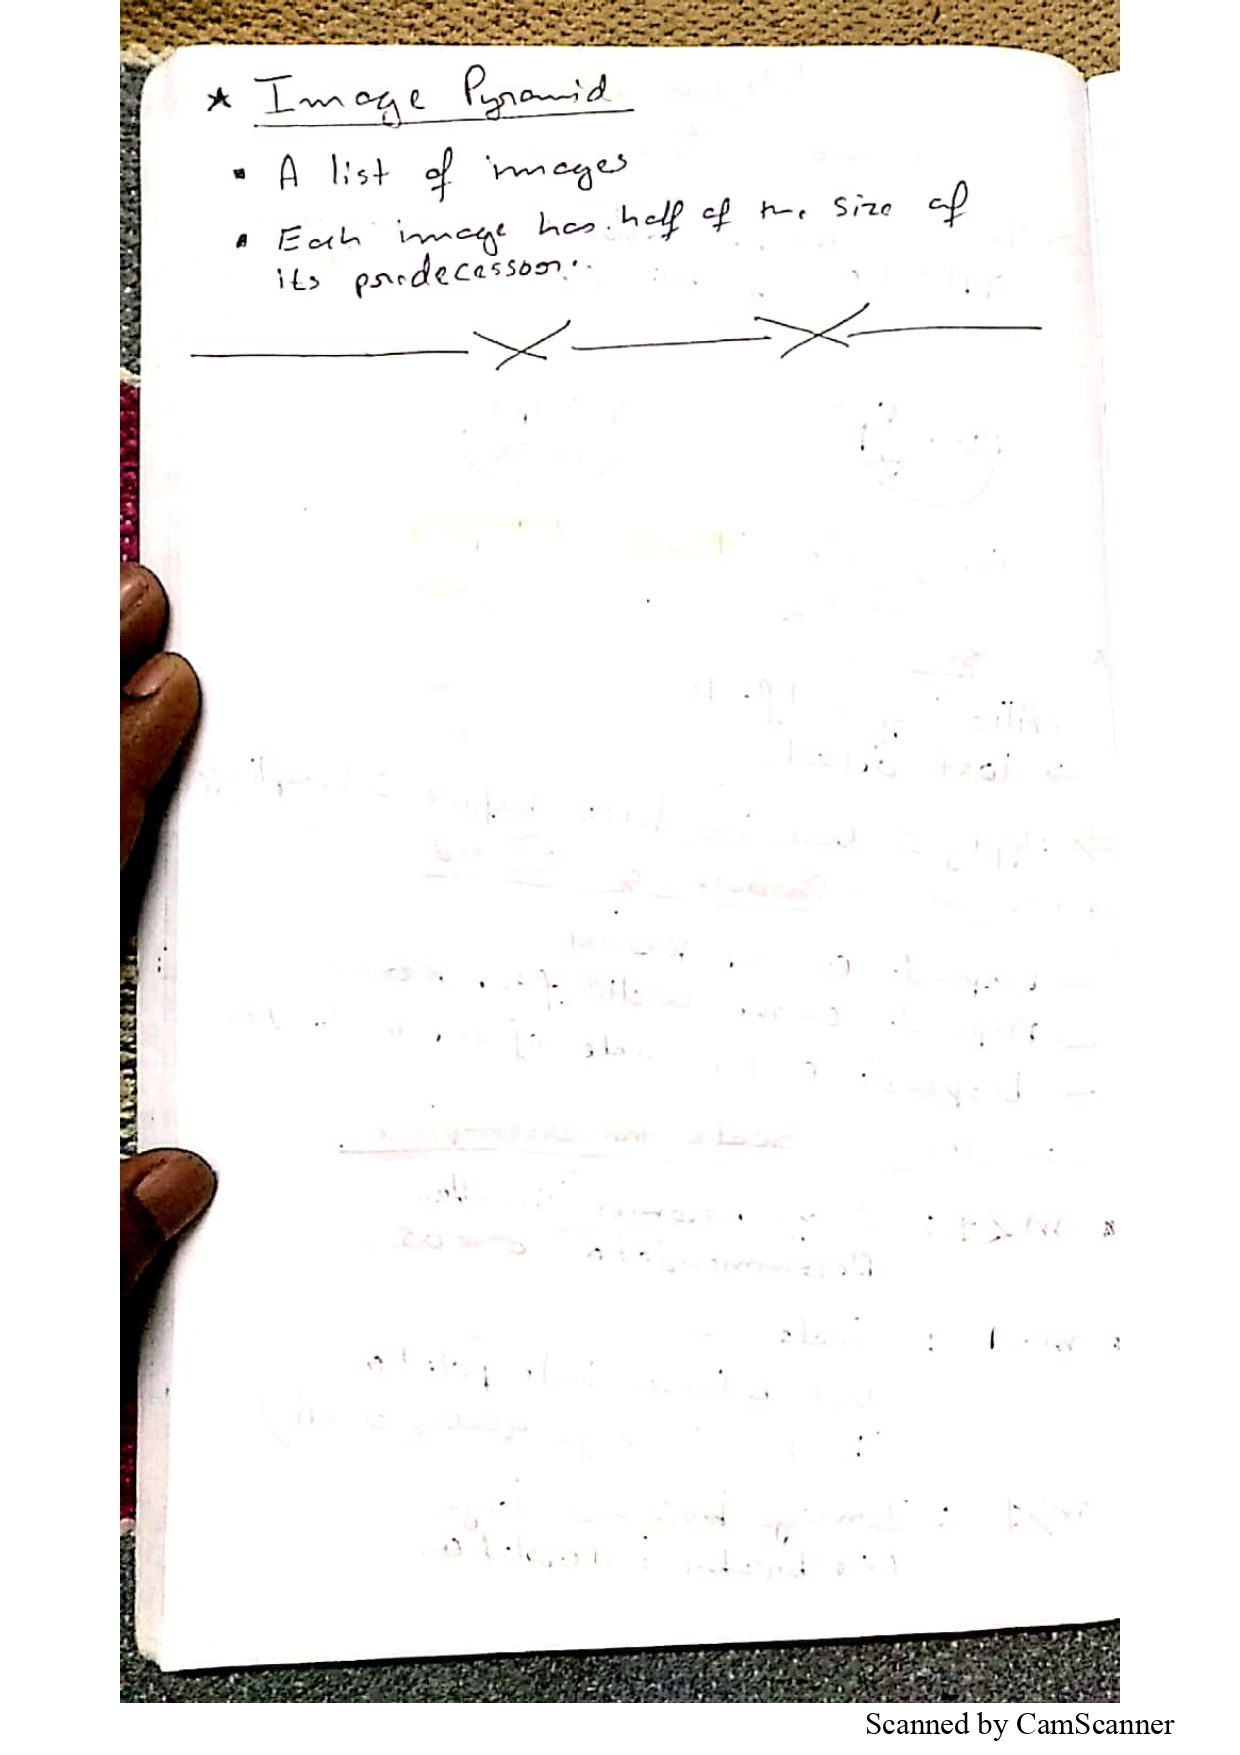 ★ Image Pyramid
▪ A list of images
▪ Each image has half of the size of
its predecessor.
Scanned by CamScanner